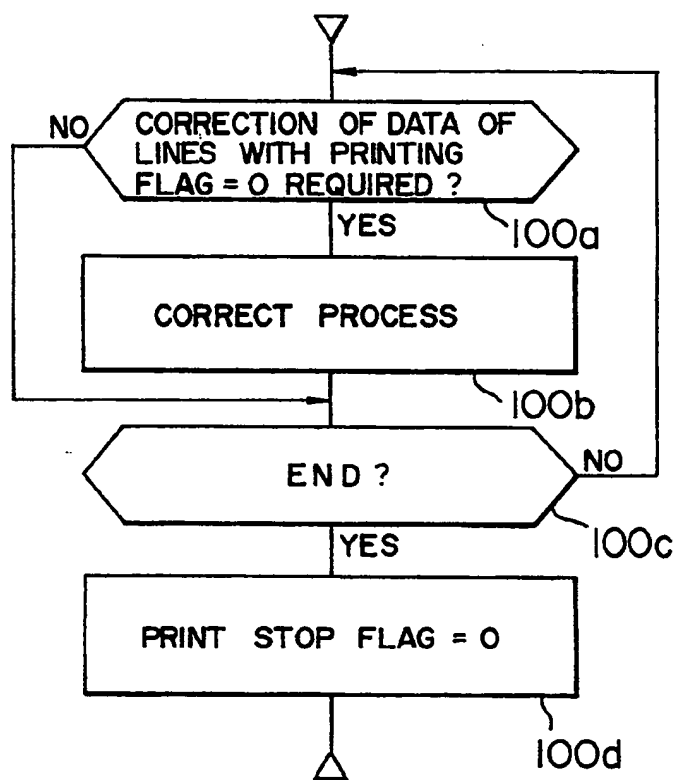 NO
CORRECTION OF DATA OF
LINES WITH PRINTING
FLAG = 0 REQUIRED ?
YES
100a
CORRECT PROCESS
100b
END ?
NO
YES
100c
PRINT STOP FLAG = 0
100d